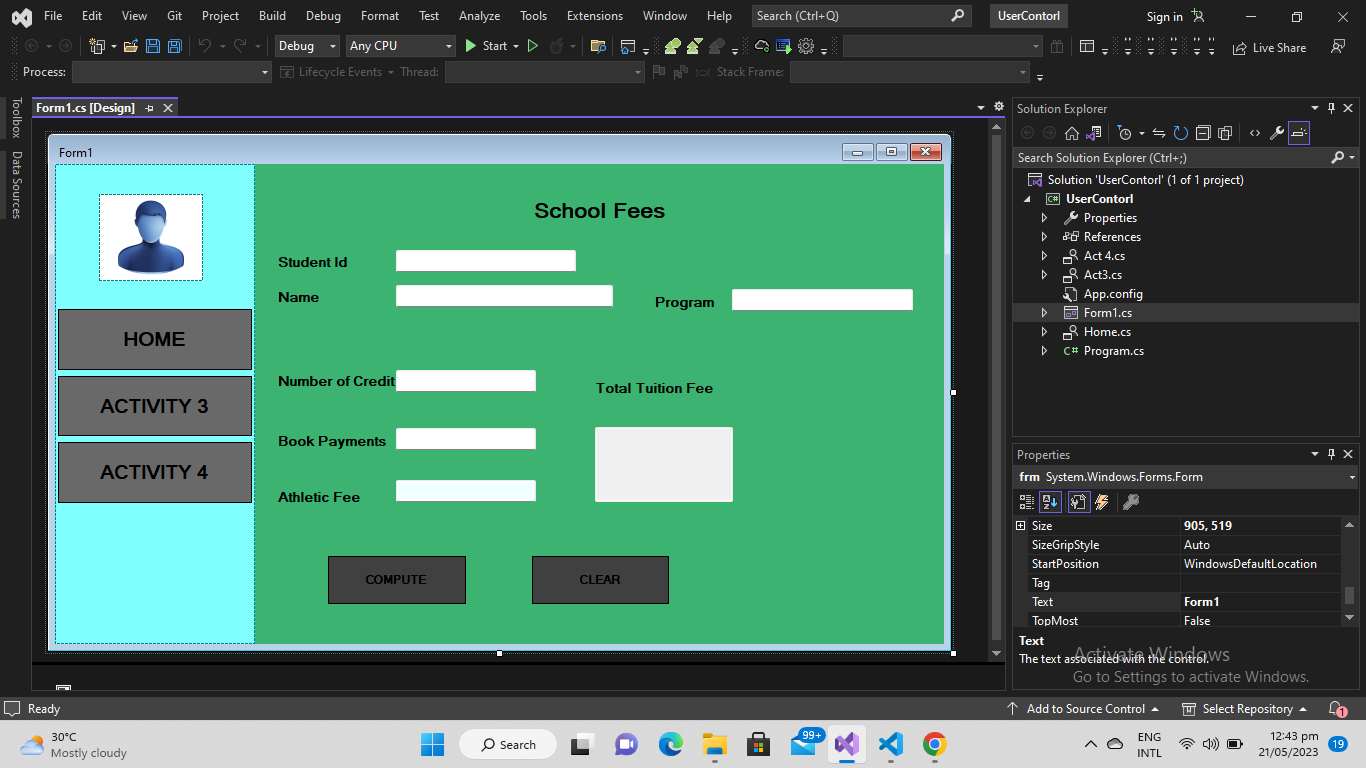 File Edit View Git Project Build Debug Format Test Analyze Tools Extensions Window Help Search (Ctrl+Q) UserContorl Sign in
Debug Any CPU Start Live Share
Process: Lifecycle Events Thread: Stack Frame:
Toolbox
Data Sources
Form1.cs [Design]
Form1
School Fees
Student Id
Name
Program
HOME
ACTIVITY 3
ACTIVITY 4
Number of Credit
Total Tuition Fee
Book Payments
Athletic Fee
COMPUTE
CLEAR
Solution Explorer
Search Solution Explorer (Ctrl+;)
Solution 'UserContorl' (1 of 1 project)
C# UserContorl
Properties
References
Act 4.cs
Act3.cs
App.config
Form1.cs
Home.cs
C# Program.cs
Properties
frm System.Windows.Forms.Form
Size 905, 519
SizeGripStyle Auto
StartPosition WindowsDefaultLocation
Tag
Text Form1
TopMost False
Text
The text associated with the control.
Activate Windows
Go to Settings to activate Windows.
Ready Add to Source Control Select Repository 1
30°C
Mostly cloudy
Search
99+
ENG
INTL
12:43 pm
21/05/2023
19